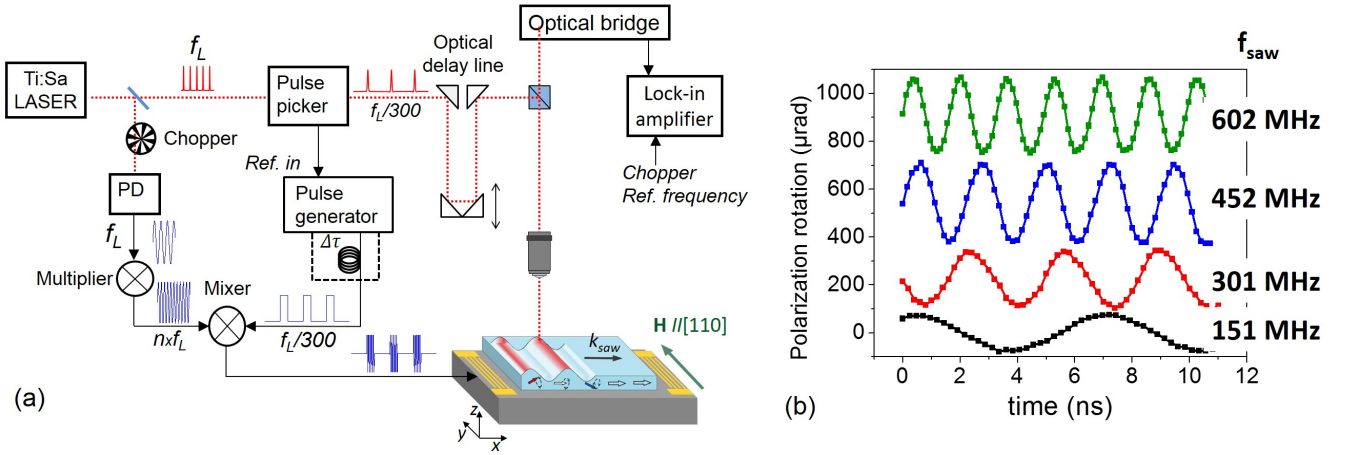 Ti:Sa
LASER
f_L
Chopper
PD
f_L
Multiplier
n×f_L
Mixer
Pulse
picker
Ref. in
Pulse
generator
Δτ
f_L/300
f_L/300
Optical
delay line
Optical bridge
Lock-in
amplifier
Chopper
Ref. frequency
H //[110]
k_saw
z
y
x
(a)
Polarization rotation (µrad)
1000
800
600
400
200
0
0
2
4
6
8
10
12
time (ns)
f_saw
602 MHz
452 MHz
301 MHz
151 MHz
(b)